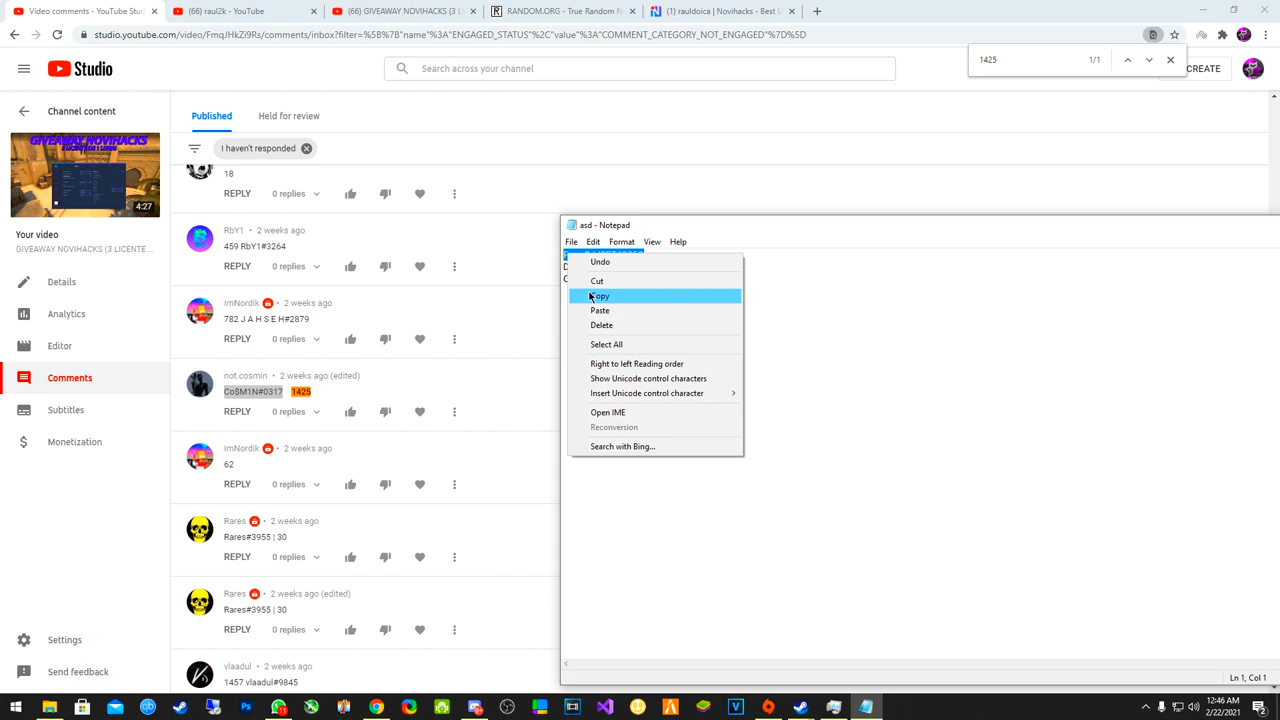 Video comments - YouTube Studio
(66) raul2k - YouTube
(66) GIVEAWAY NOVIHACKS (3 L
RANDOM.ORG - True Random N
(1) rauldoica | Novihacks - Best U
studio.youtube.com/video/FmqJHkZi9Rs/comments/inbox?filter=%5B%7B"name"%3A"ENGAGED_STATUS"%2C"value"%3A"COMMENT_CATEGORY_NOT_ENGAGED"%7D%5D
1425
1/1
Studio
Search across your channel
CREATE
Channel content
GIVEAWAY NOVIHACKS
4:27
Your video
GIVEAWAY NOVIHACKS (3 LICENTE ...
Details
Analytics
Editor
Comments
Subtitles
Monetization
Settings
Send feedback
Published
Held for review
I haven't responded
18
REPLY 0 replies
RbY1 • 2 weeks ago
459 RbY1#3264
REPLY 0 replies
ImNordik • 2 weeks ago
782 J A H S E H#2879
REPLY 0 replies
not.cosmin • 2 weeks ago (edited)
Co$M1N#0317 1425
REPLY 0 replies
ImNordik • 2 weeks ago
62
REPLY 0 replies
Rares • 2 weeks ago
Rares#3955 | 30
REPLY 0 replies
Rares • 2 weeks ago (edited)
Rares#3955 | 30
REPLY 0 replies
vlaadul • 2 weeks ago
1457 vlaadul#9845
asd - Notepad
File Edit Format View Help
Undo
Cut
Copy
Paste
Delete
Select All
Right to left Reading order
Show Unicode control characters
Insert Unicode control character
Open IME
Reconversion
Search with Bing...
Ln 1, Col 1
12:46 AM
2/22/2021